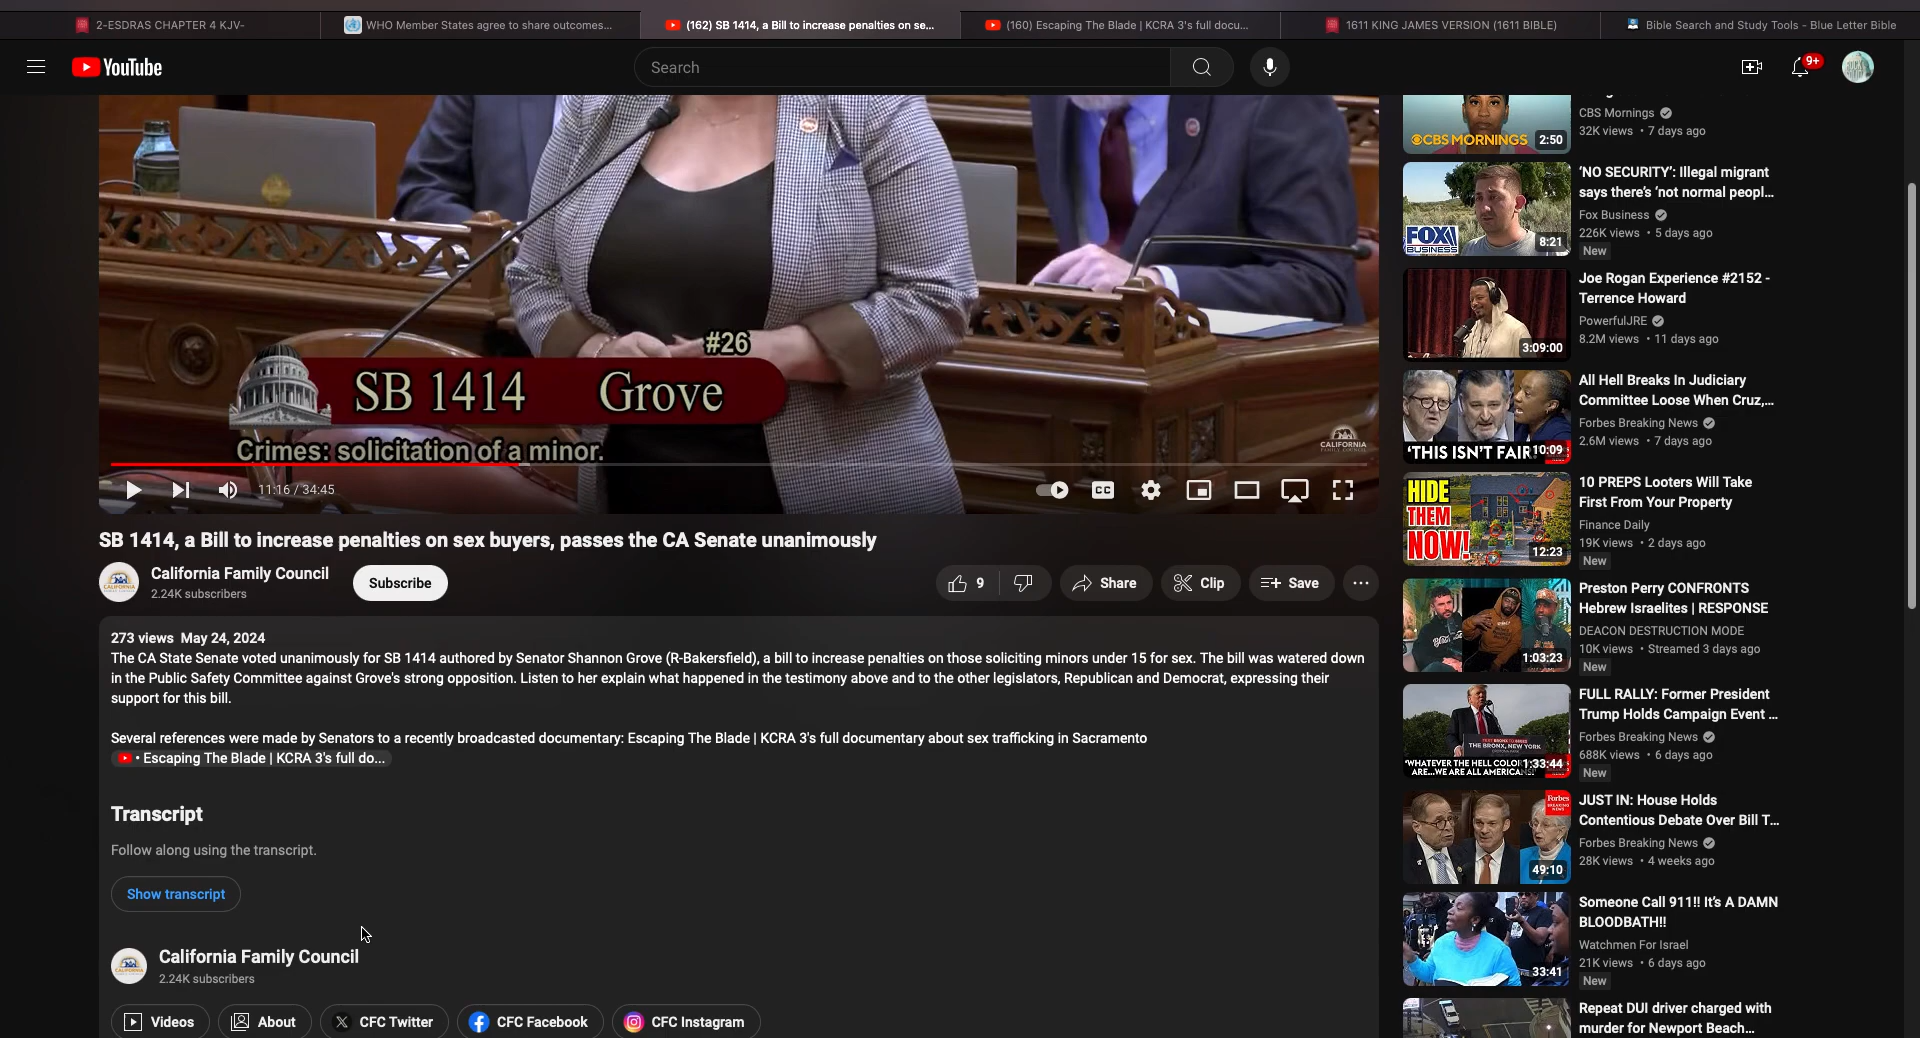 2-ESDRAS CHAPTER 4 KJV-
WHO Member States agree to share outcomes...
(162) SB 1414, a Bill to increase penalties on se...
(160) Escaping The Blade | KCRA 3's full docu...
1611 KING JAMES VERSION (1611 BIBLE)
Bible Search and Study Tools - Blue Letter Bible
YouTube
Search
9+
#26
SB 1414 Grove
Crimes: solicitation of a minor.
CALIFORNIA
FAMILY COUNCIL
11:16 / 34:45
CC
SB 1414, a Bill to increase penalties on sex buyers, passes the CA Senate unanimously
California Family Council
2.24K subscribers
Subscribe
9
Share
Clip
Save
273 views May 24, 2024
The CA State Senate voted unanimously for SB 1414 authored by Senator Shannon Grove (R-Bakersfield), a bill to increase penalties on those soliciting minors under 15 for sex. The bill was watered down
in the Public Safety Committee against Grove's strong opposition. Listen to her explain what happened in the testimony above and to the other legislators, Republican and Democrat, expressing their
support for this bill.
Several references were made by Senators to a recently broadcasted documentary: Escaping The Blade | KCRA 3's full documentary about sex trafficking in Sacramento
• Escaping The Blade | KCRA 3's full do...
Transcript
Follow along using the transcript.
Show transcript
California Family Council
2.24K subscribers
Videos
About
CFC Twitter
CFC Facebook
CFC Instagram
CBS MORNINGS
2:50
CBS Mornings
32K views • 7 days ago
FOX
BUSINESS
8:21
'NO SECURITY': Illegal migrant
says there's 'not normal peopl...
Fox Business
226K views • 5 days ago
New
3:09:00
Joe Rogan Experience #2152 -
Terrence Howard
PowerfulJRE
8.2M views • 11 days ago
'THIS ISN'T FAIR
10:09
All Hell Breaks In Judiciary
Committee Loose When Cruz,...
Forbes Breaking News
2.6M views • 7 days ago
HIDE
THEM
NOW!
12:23
10 PREPS Looters Will Take
First From Your Property
Finance Daily
19K views • 2 days ago
New
1:03:23
Preston Perry CONFRONTS
Hebrew Israelites | RESPONSE
DEACON DESTRUCTION MODE
10K views • Streamed 3 days ago
New
THE BRONX, NEW YORK
'WHATEVER THE HELL COLO
ARE...WE ARE ALL AMERICANS!'
1:33:44
FULL RALLY: Former President
Trump Holds Campaign Event ...
Forbes Breaking News
688K views • 6 days ago
New
Forbes
BREAKING
NEWS
49:10
JUST IN: House Holds
Contentious Debate Over Bill T...
Forbes Breaking News
28K views • 4 weeks ago
33:41
Someone Call 911!! It's A DAMN
BLOODBATH!!
Watchmen For Israel
21K views • 6 days ago
New
Repeat DUI driver charged with
murder for Newport Beach...